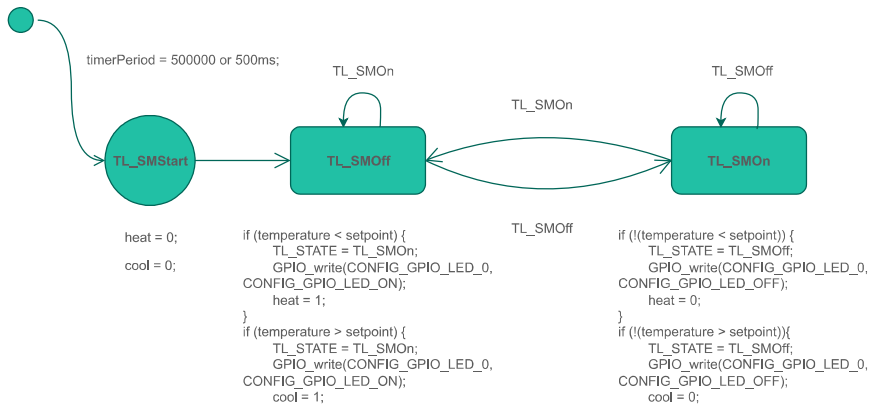 timerPeriod = 500000 or 500ms;
TL_SMOn
TL_SMOff
TL_SMOn
TL_SMStart
TL_SMOff
TL_SMOn
TL_SMOff
heat = 0;
cool = 0;
if (temperature < setpoint) {
TL_STATE = TL_SMOn;
GPIO_write(CONFIG_GPIO_LED_0,
CONFIG_GPIO_LED_ON);
heat = 1;
}
if (temperature > setpoint) {
TL_STATE = TL_SMOn;
GPIO_write(CONFIG_GPIO_LED_0,
CONFIG_GPIO_LED_ON);
cool = 1;
if (!(temperature < setpoint)) {
TL_STATE = TL_SMOff;
GPIO_write(CONFIG_GPIO_LED_0,
CONFIG_GPIO_LED_OFF);
heat = 0;
}
if (!(temperature > setpoint)){
TL_STATE = TL_SMOff;
GPIO_write(CONFIG_GPIO_LED_0,
CONFIG_GPIO_LED_OFF);
cool = 0;